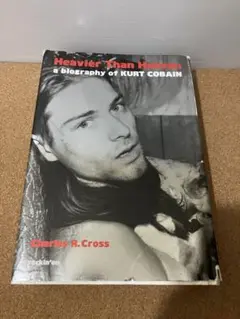 Heavier Than Heaven
a biography of KURT COBAIN
Charles R.Cross